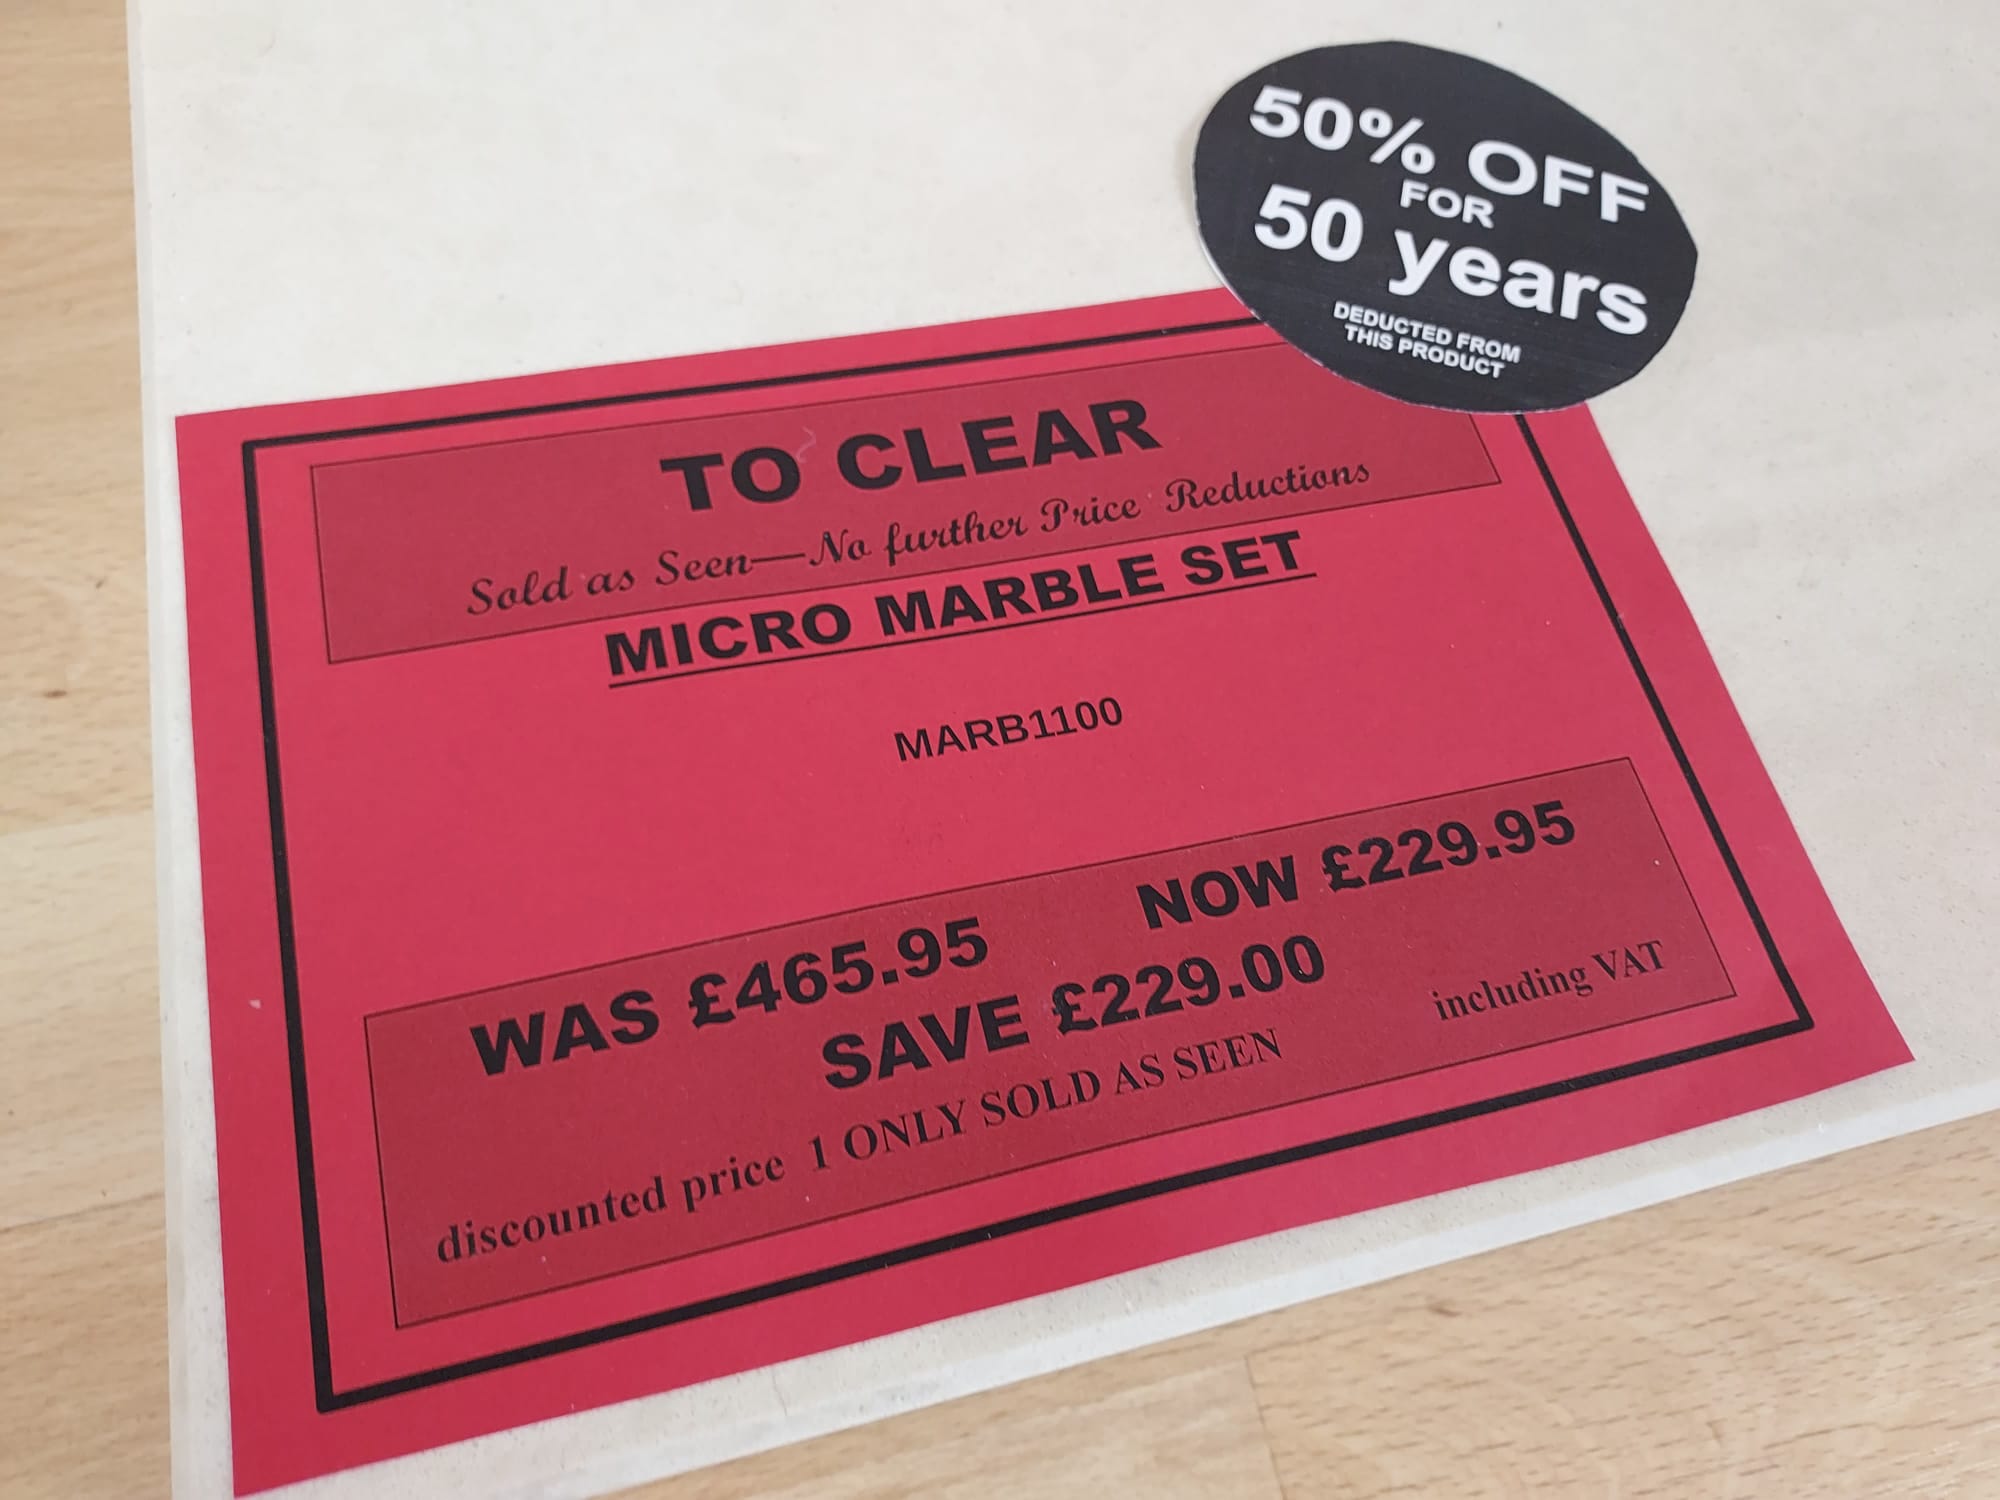 50% OFF
FOR
50 years
DEDUCTED FROM
THIS PRODUCT
TO CLEAR
Sold as Seen—No further Price Reductions
MICRO MARBLE SET
MARB1100
WAS £465.95 NOW £229.95
SAVE £229.00
including VAT
discounted price 1 ONLY SOLD AS SEEN